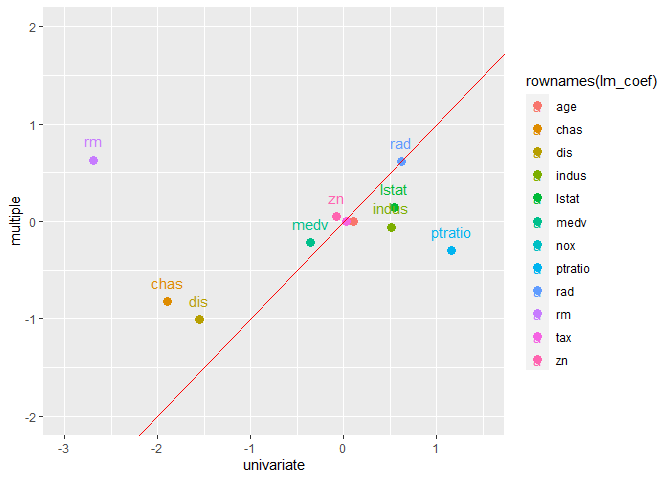 2
1
0
-1
-2
multiple
rm
rad
zn
lstat
indus
medv
ptratio
chas
dis
-3
-2
-1
0
1
univariate
rownames(lm_coef)
age
chas
dis
indus
lstat
medv
nox
ptratio
rad
rm
tax
zn